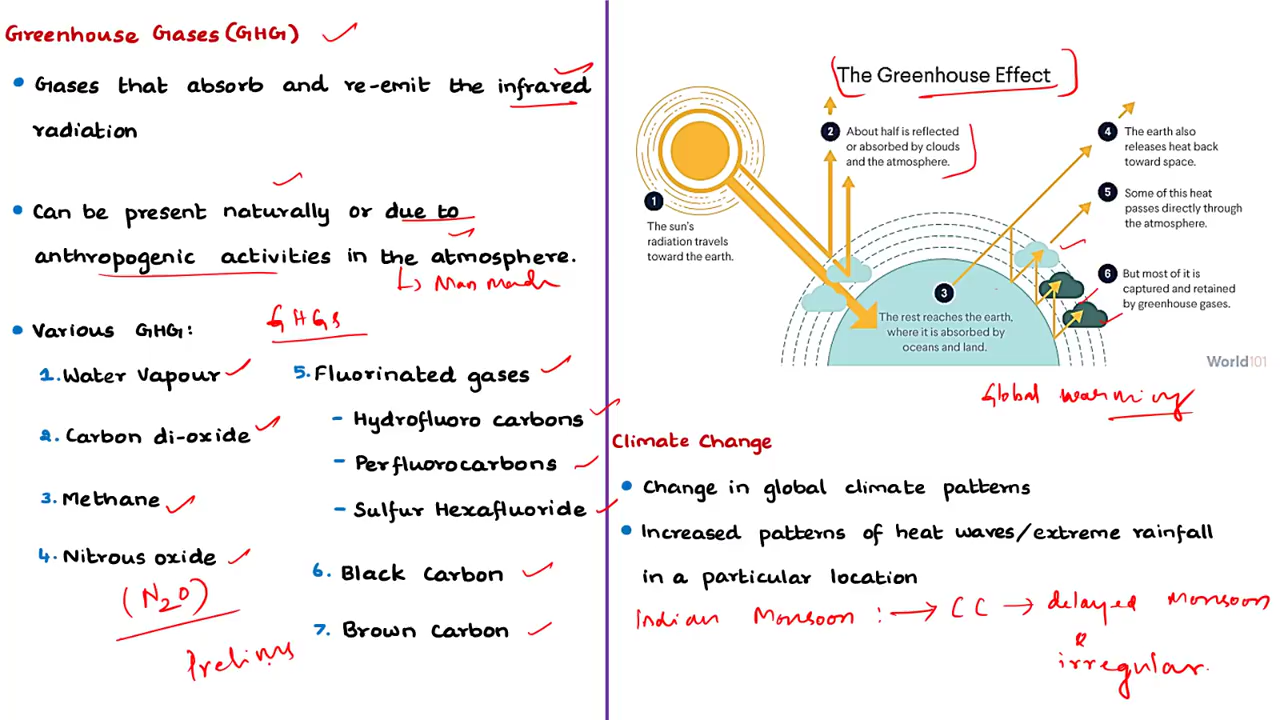 Greenhouse Gases (GHG)
• Gases that absorb and re-emit the infrared
radiation
• Can be present naturally or due to
anthropogenic activities in the atmosphere.
↳ Man made
• Various GHG:
GHGs
1. Water Vapour
2. Carbon di-oxide
3. Methane
4. Nitrous oxide
(N2O)
Prelims
5. Fluorinated gases
- Hydrofluoro carbons
- Perfluorocarbons
- Sulfur Hexafluoride
6. Black Carbon
7. Brown Carbon
The Greenhouse Effect
1
The sun's
radiation travels
toward the earth.
2 About half is reflected
or absorbed by clouds
and the atmosphere.
3
The rest reaches the earth,
where it is absorbed by
oceans and land.
4 The earth also
releases heat back
toward space.
5 Some of this heat
passes directly through
the atmosphere.
6 But most of it is
captured and retained
by greenhouse gases.
World101
Global warming
Climate Change
• Change in global climate patterns
• Increased patterns of heat waves/extreme rainfall
in a particular location
Indian Monsoon : → CC → delayed Monsoon
&
irregular.